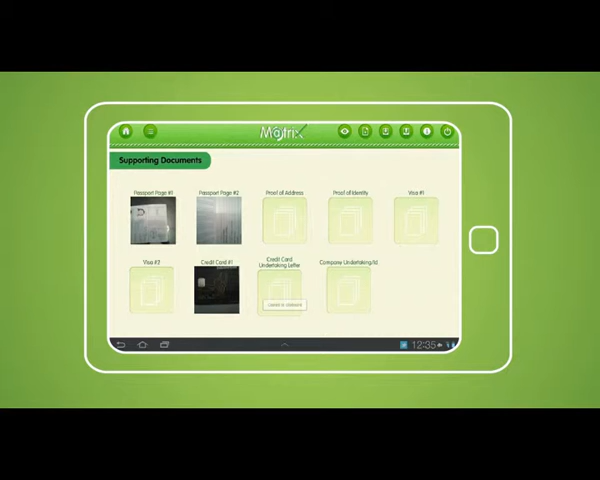 Matrix
Supporting Documents
Passport Page #1
Passport Page #2
Proof of Address
Proof of Identity
Visa #1
Visa #2
Credit Card #1
Credit Card
Undertaking Letter
Company Undertaking/Id
12:35